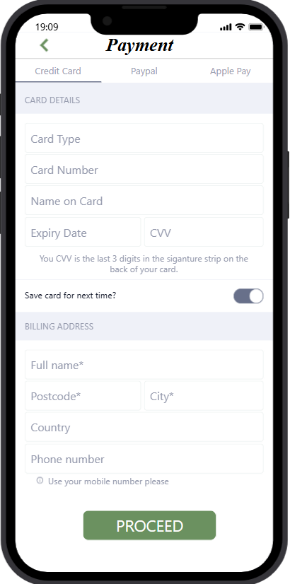 19:09
Payment
Credit Card Paypal Apple Pay
CARD DETAILS
Card Type
Card Number
Name on Card
Expiry Date CVV
You CVV is the last 3 digits in the siganture strip on the
back of your card.
Save card for next time?
BILLING ADDRESS
Full name*
Postcode* City*
Country
Phone number
Use your mobile number please
PROCEED